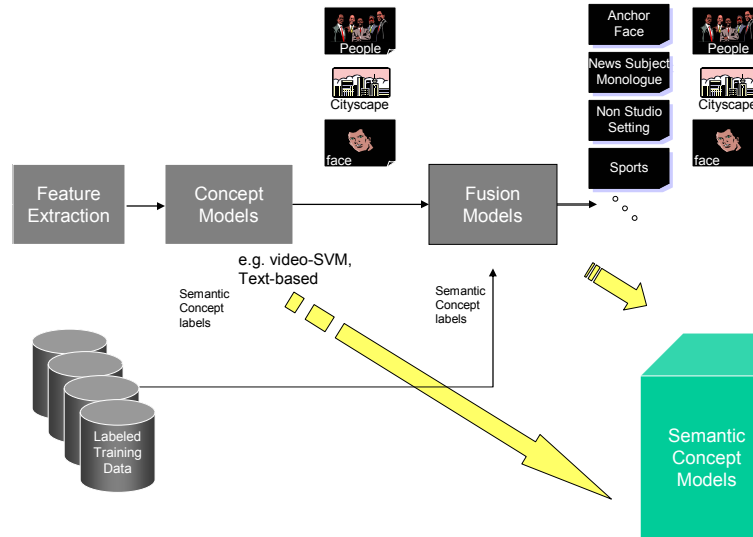 People
Cityscape
face
Anchor
Face
News Subject
Monologue
Non Studio
Setting
Sports
People
Cityscape
face
Feature
Extraction
Concept
Models
Fusion
Models
e.g. video-SVM,
Text-based
Semantic
Concept
labels
Semantic
Concept
labels
Labeled
Training
Data
Semantic
Concept
Models